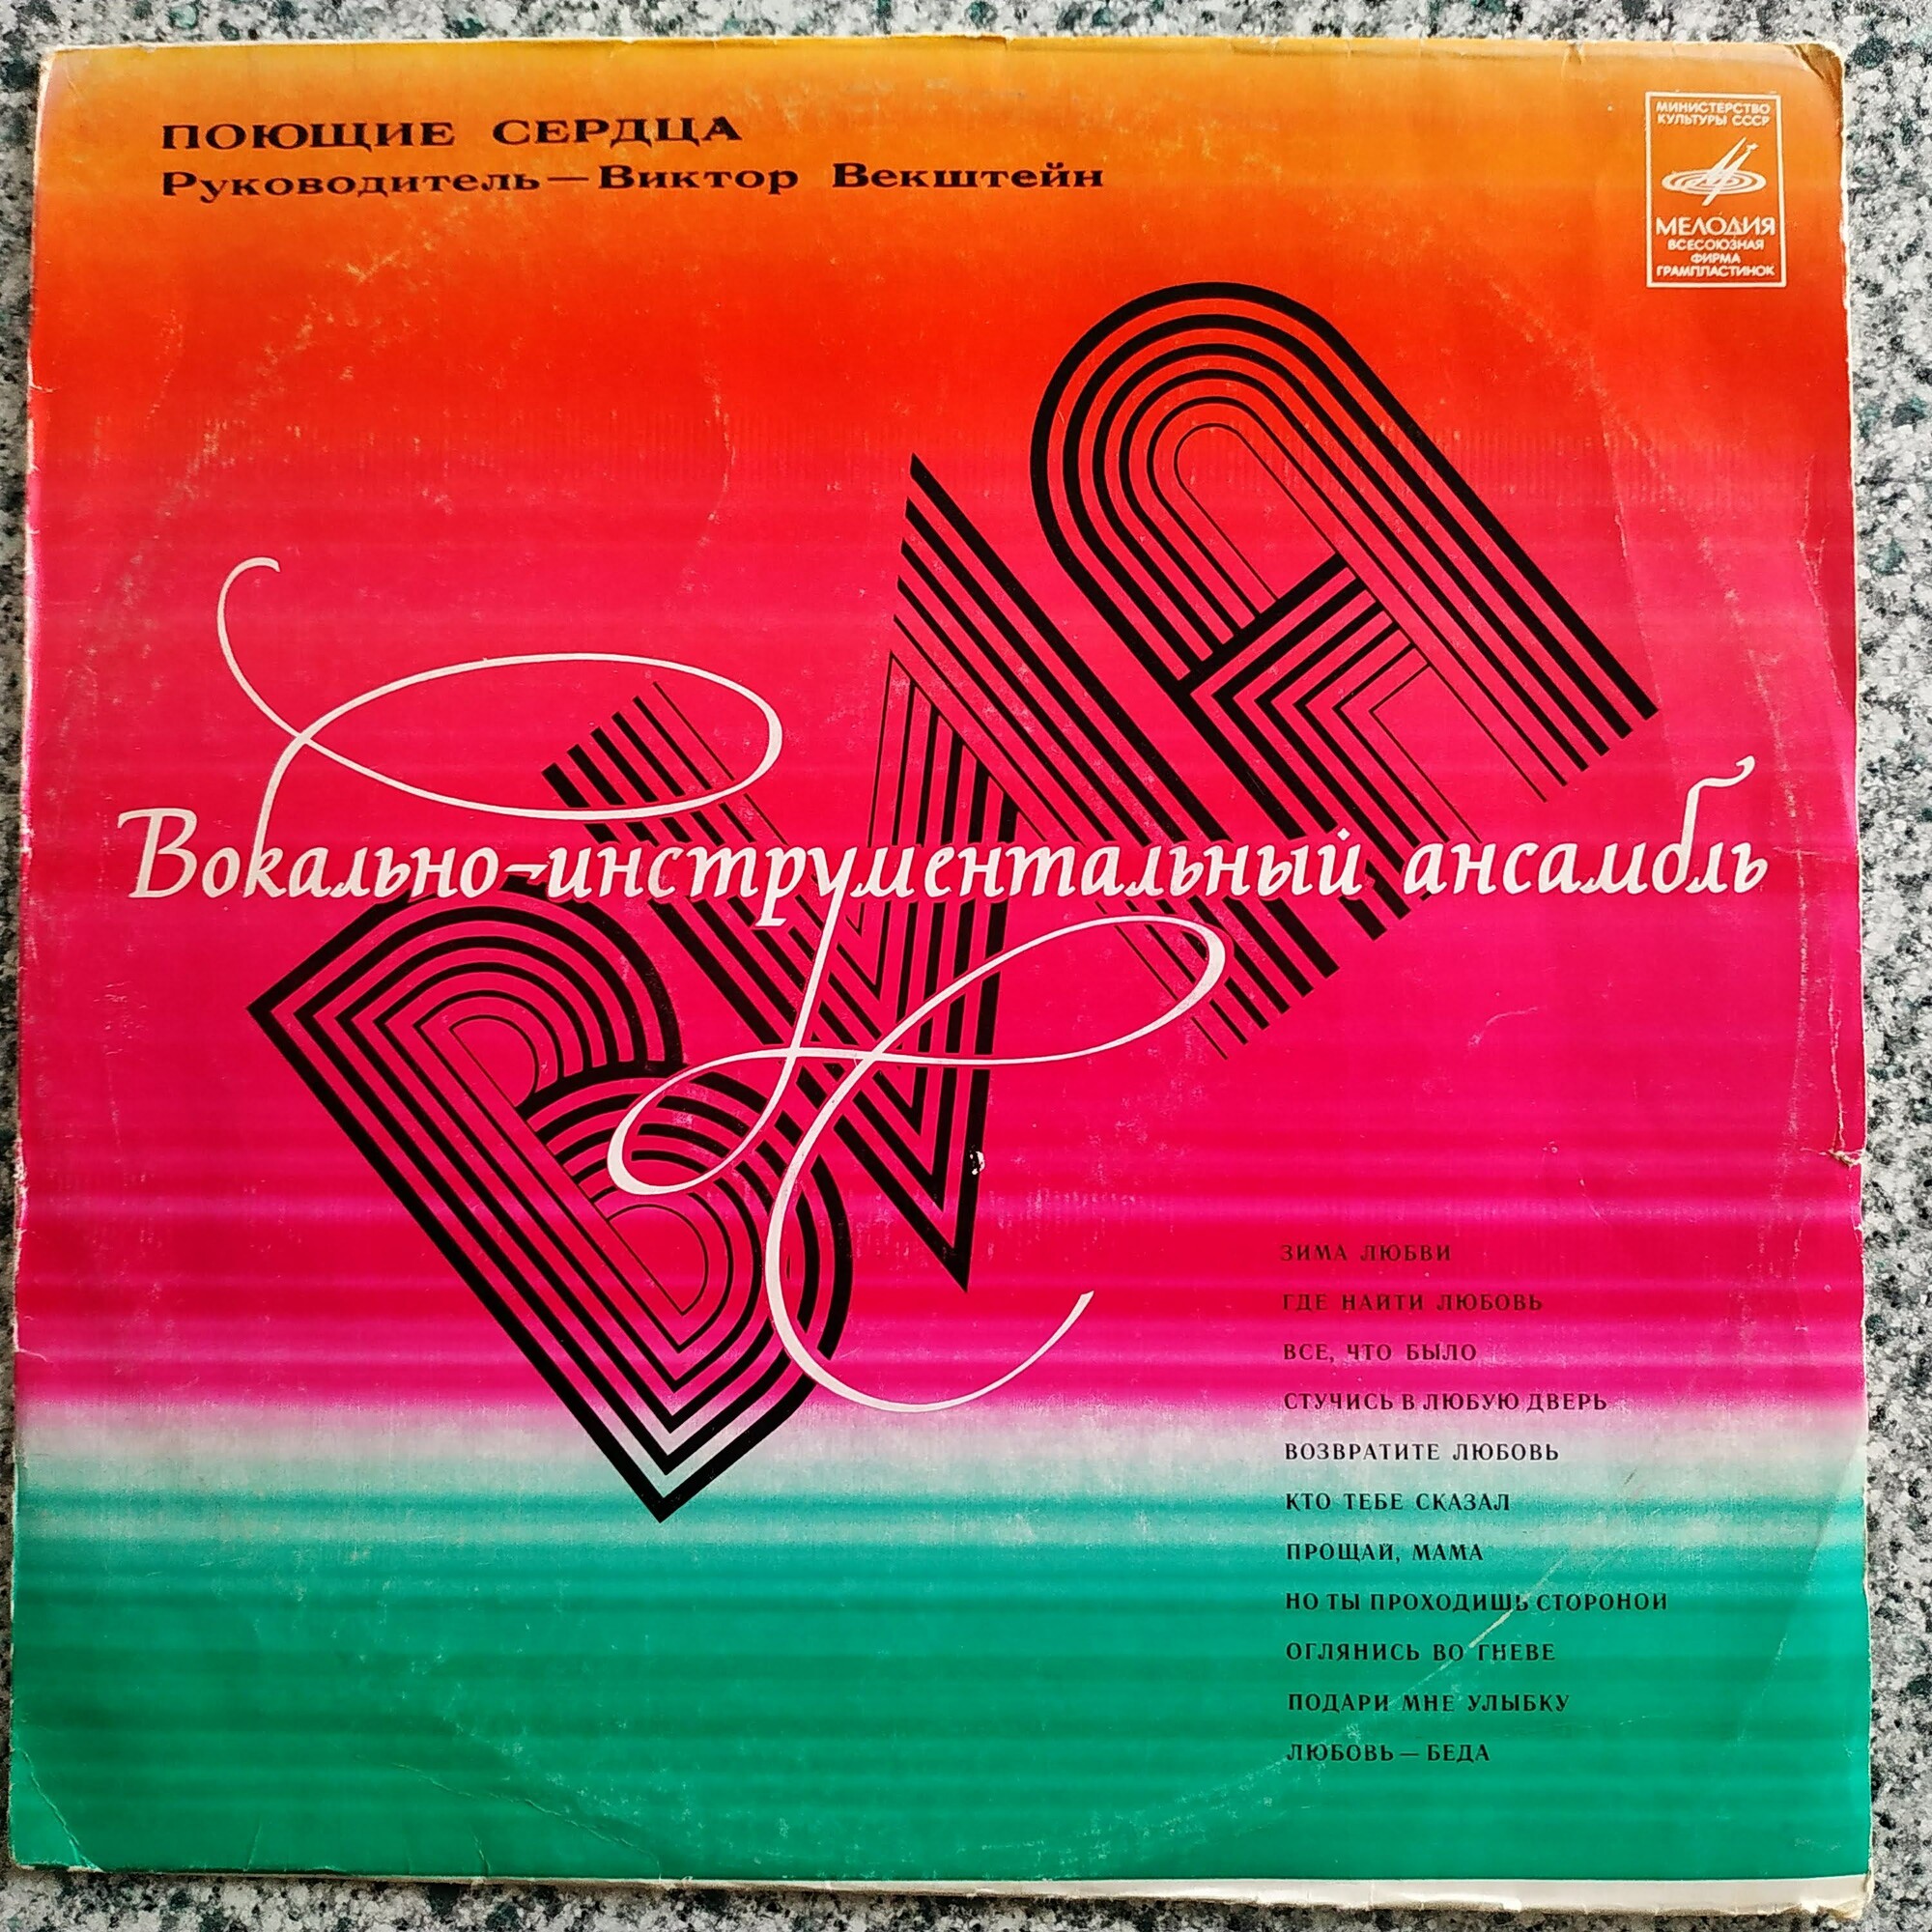 ПОЮЩИЕ СЕРДЦА
Руководитель—Виктор Векштейн
МИНИСТЕРСТВО
КУЛЬТУРЫ СССР
МЕЛОДИЯ
ВСЕСОЮЗНАЯ
ФИРМА
ГРАМПЛАСТИНОК
ВИА
Вокально-инструментальный ансамбль
ЗИМА ЛЮБВИ
ГДЕ НАЙТИ ЛЮБОВЬ
ВСЕ, ЧТО БЫЛО
СТУЧИСЬ В ЛЮБУЮ ДВЕРЬ
ВОЗВРАТИТЕ ЛЮБОВЬ
КТО ТЕБЕ СКАЗАЛ
ПРОЩАЙ, МАМА
НО ТЫ ПРОХОДИШЬ СТОРОНОЙ
ОГЛЯНИСЬ ВО ГНЕВЕ
ПОДАРИ МНЕ УЛЫБКУ
ЛЮБОВЬ — БЕДА